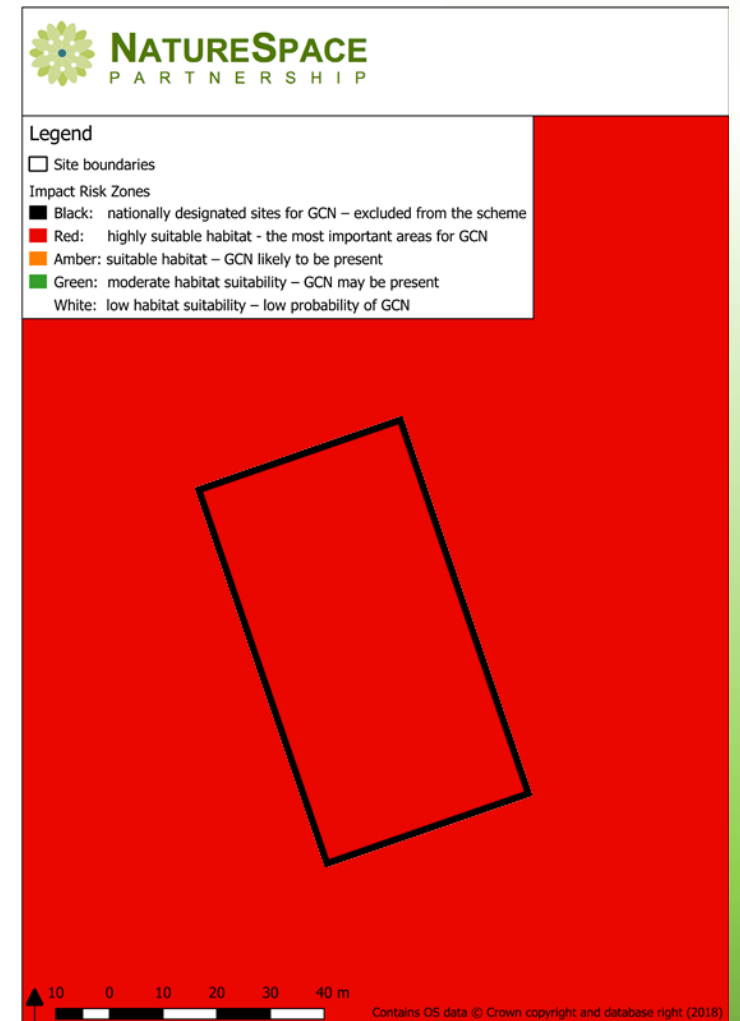 NATURESPACE
PARTNERSHIP
Legend
Site boundaries
Impact Risk Zones
Black: nationally designated sites for GCN – excluded from the scheme
Red: highly suitable habitat - the most important areas for GCN
Amber: suitable habitat – GCN likely to be present
Green: moderate habitat suitability – GCN may be present
White: low habitat suitability – low probability of GCN
10 0 10 20 30 40 m
Contains OS data © Crown copyright and database right (2018)